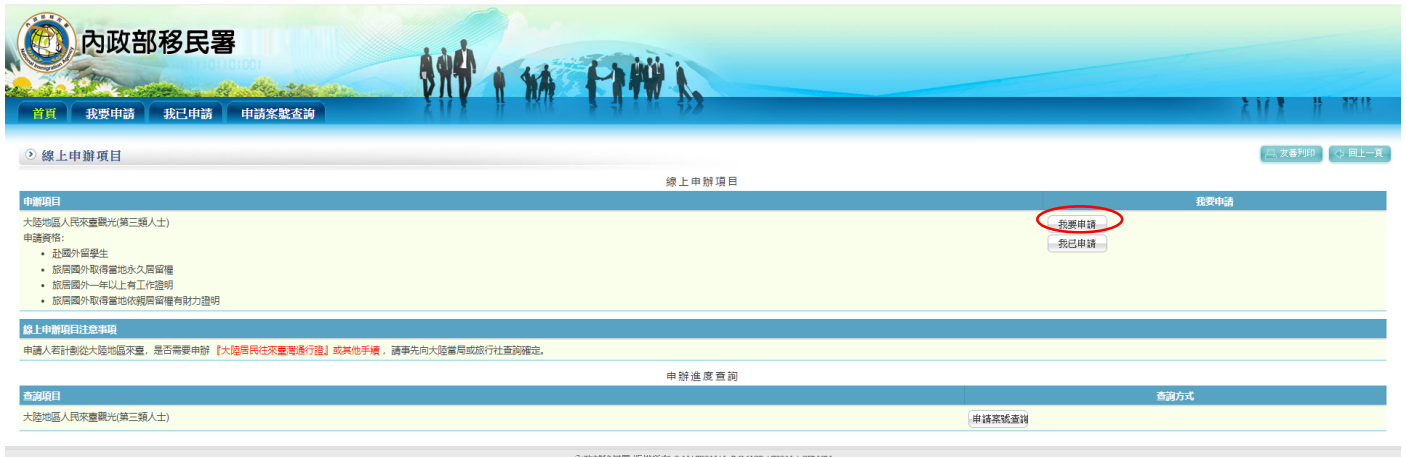 內政部移民署
首頁 我要申請 我已申請 申請案號查詢
線上申辦項目
友善列印 回上一頁
線上申辦項目
申辦項目 我要申請
大陸地區人民來臺觀光(第三類人士)
我要申請
申請資格:
我已申請
• 赴國外留學生
• 旅居國外取得當地永久居留權
• 旅居國外一年以上有工作證明
• 旅居國外取得當地依親居留權有財力證明
線上申辦項目注意事項
申請人若計劃從大陸地區來臺，是否需要申辦『大陸居民往來臺灣通行證』或其他手續，請事先向大陸當局或旅行社查詢確定。
申辦進度查詢
查詢項目 查詢方式
大陸地區人民來臺觀光(第三類人士) 申請案號查詢